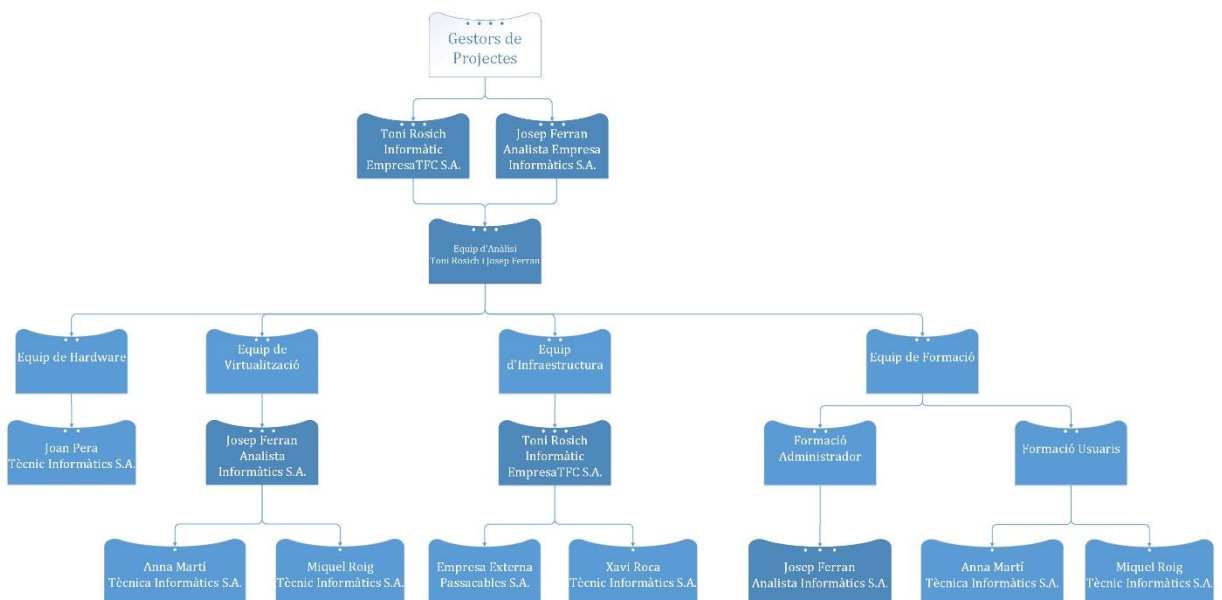 Gestors de
Projectes
Toni Rosich
Informàtic
EmpresaTFC S.A.
Josep Ferran
Analista Empresa
Informàtics S.A.
Equip d'Anàlisi
Toni Rosich i Josep Ferran
Equip de Hardware
Equip de
Virtualització
Equip
d'Infraestructura
Equip de Formació
Joan Pera
Tècnic Informàtics S.A.
Josep Ferran
Analista
Informàtics S.A.
Toni Rosich
Informàtic
EmpresaTFC S.A.
Formació
Administrador
Formació Usuaris
Anna Martí
Tècnica Informàtics S.A.
Miquel Roig
Tècnic Informàtics S.A.
Empresa Externa
Passacables S.A.
Xavi Roca
Tècnic Informàtics S.A.
Josep Ferran
Analista Informàtics S.A.
Anna Martí
Tècnica Informàtics S.A.
Miquel Roig
Tècnic Informàtics S.A.